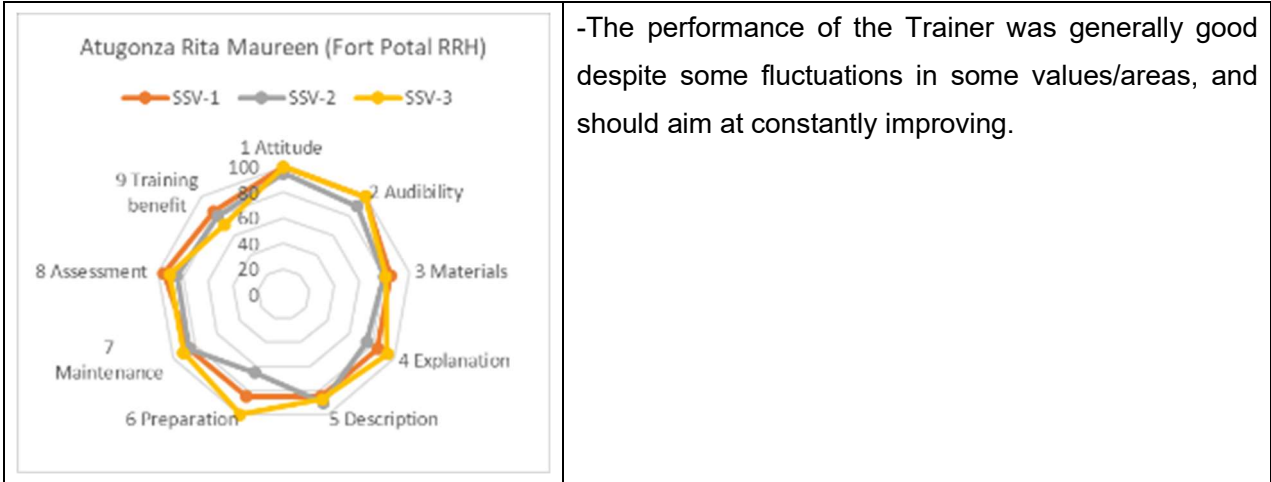 Atugonza Rita Maureen (Fort Potal RRH)
SSV-1 SSV-2 SSV-3
1 Attitude
2 Audibility
3 Materials
4 Explanation
5 Description
6 Preparation
7
Maintenance
8 Assessment
9 Training
benefit
100
80
60
40
20
0
-The performance of the Trainer was generally good
despite some fluctuations in some values/areas, and
should aim at constantly improving.